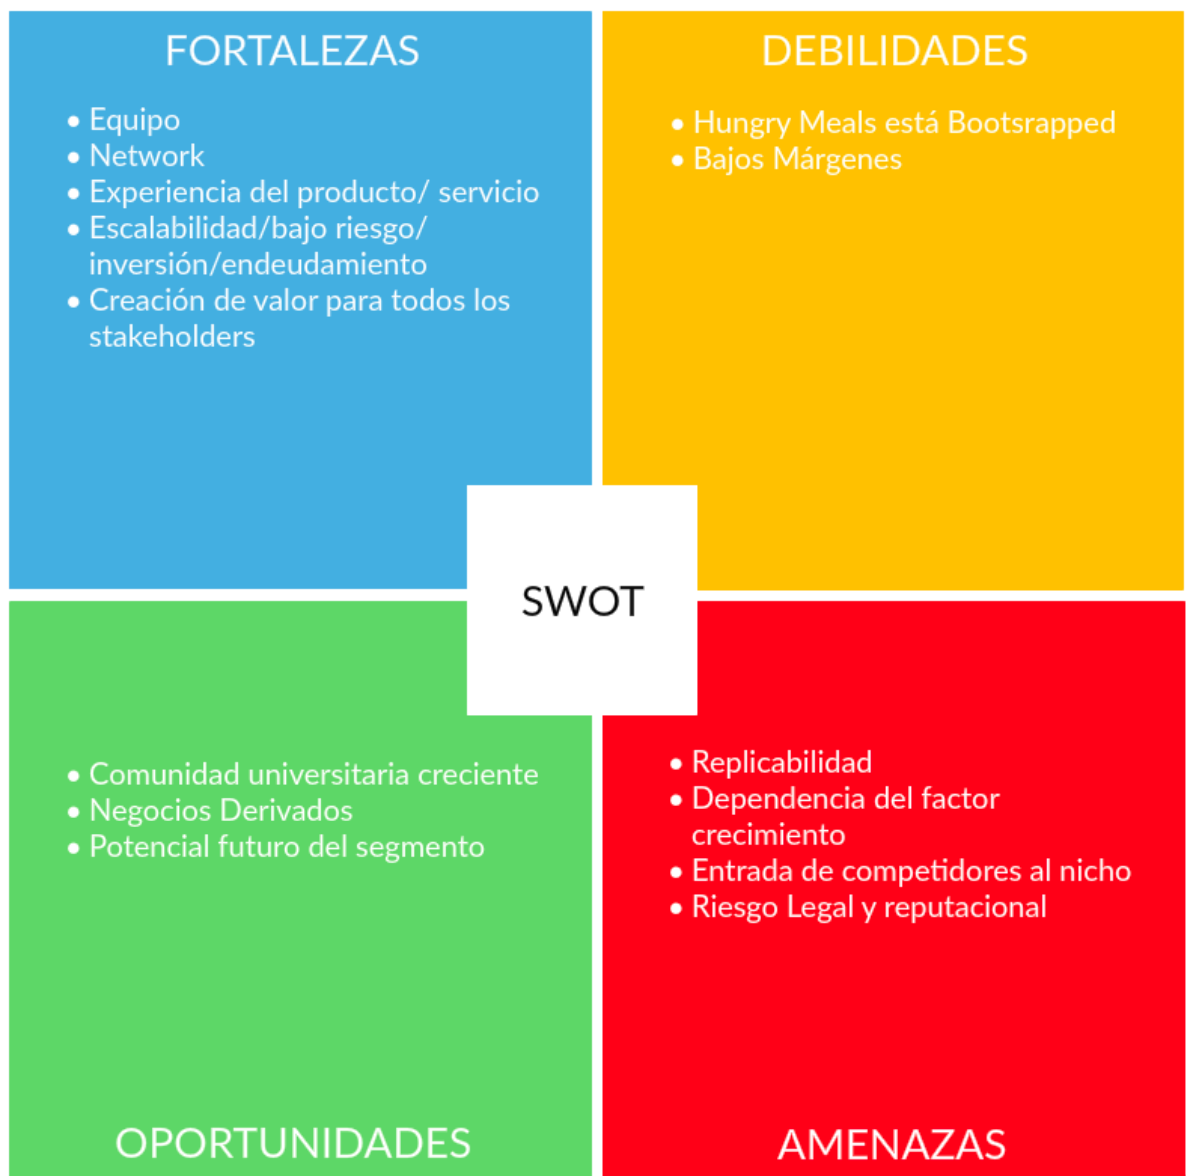 FORTALEZAS
• Equipo
• Network
• Experiencia del producto/ servicio
• Escalabilidad/bajo riesgo/
inversión/endeudamiento
• Creación de valor para todos los
stakeholders
DEBILIDADES
• Hungry Meals está Bootsrapped
• Bajos Márgenes
SWOT
• Comunidad universitaria creciente
• Negocios Derivados
• Potencial futuro del segmento
OPORTUNIDADES
• Replicabilidad
• Dependencia del factor
crecimiento
• Entrada de competidores al nicho
• Riesgo Legal y reputacional
AMENAZAS